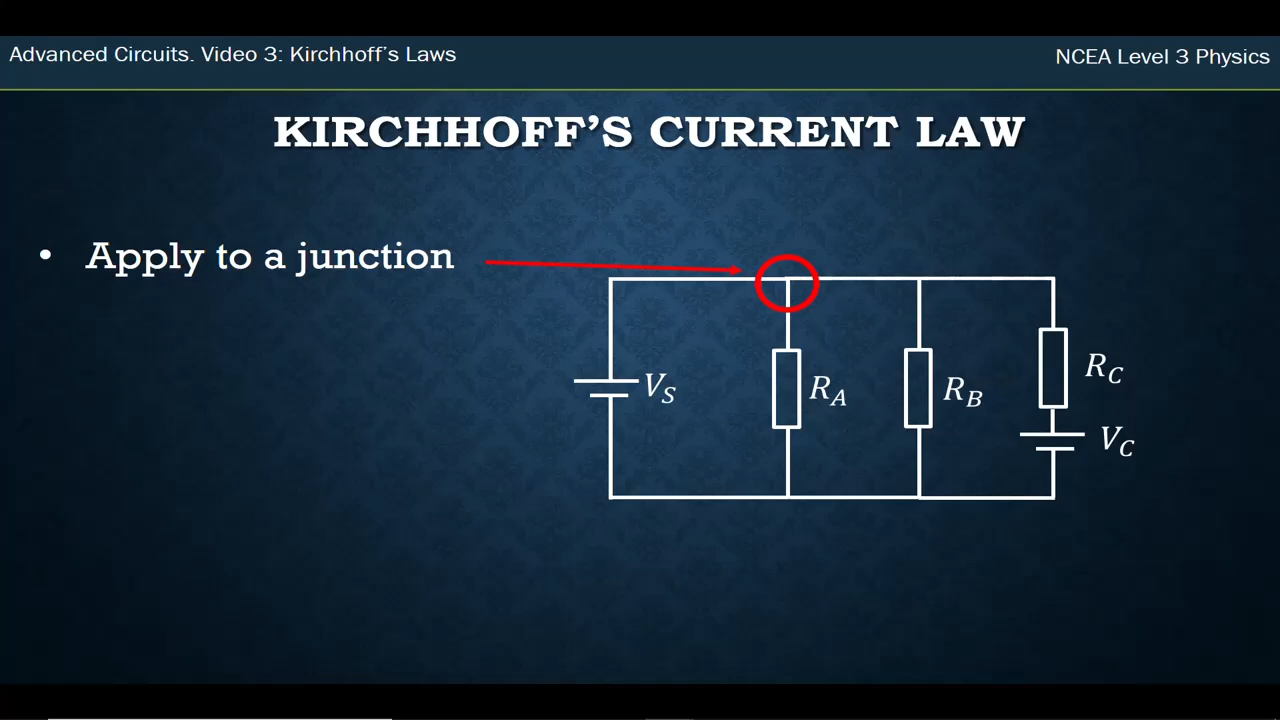 Advanced Circuits. Video 3: Kirchhoff's Laws
NCEA Level 3 Physics
KIRCHHOFF'S CURRENT LAW
• Apply to a junction
V_S
R_A
R_B
R_C
V_C